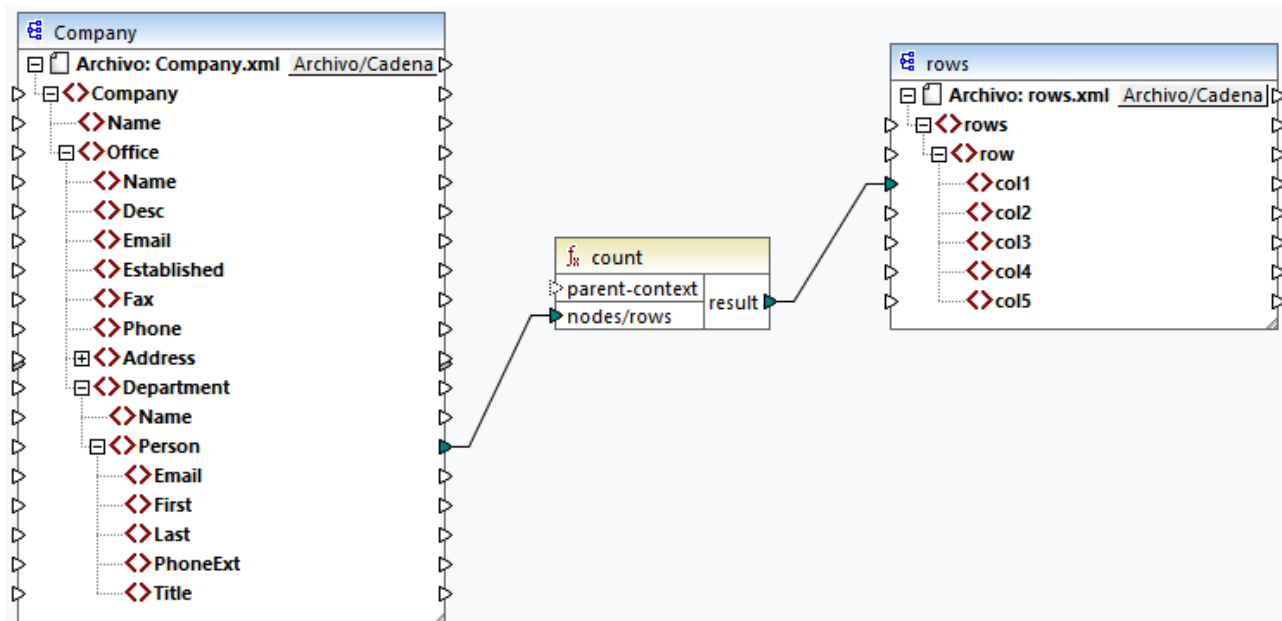 Company
Archivo: Company.xml Archivo/Cadena
Company
Name
Office
Name
Desc
Email
Established
Fax
Phone
Address
Department
Name
Person
Email
First
Last
PhoneExt
Title
fx count
parent-context
nodes/rows
result
rows
Archivo: rows.xml Archivo/Cadena
rows
row
col1
col2
col3
col4
col5